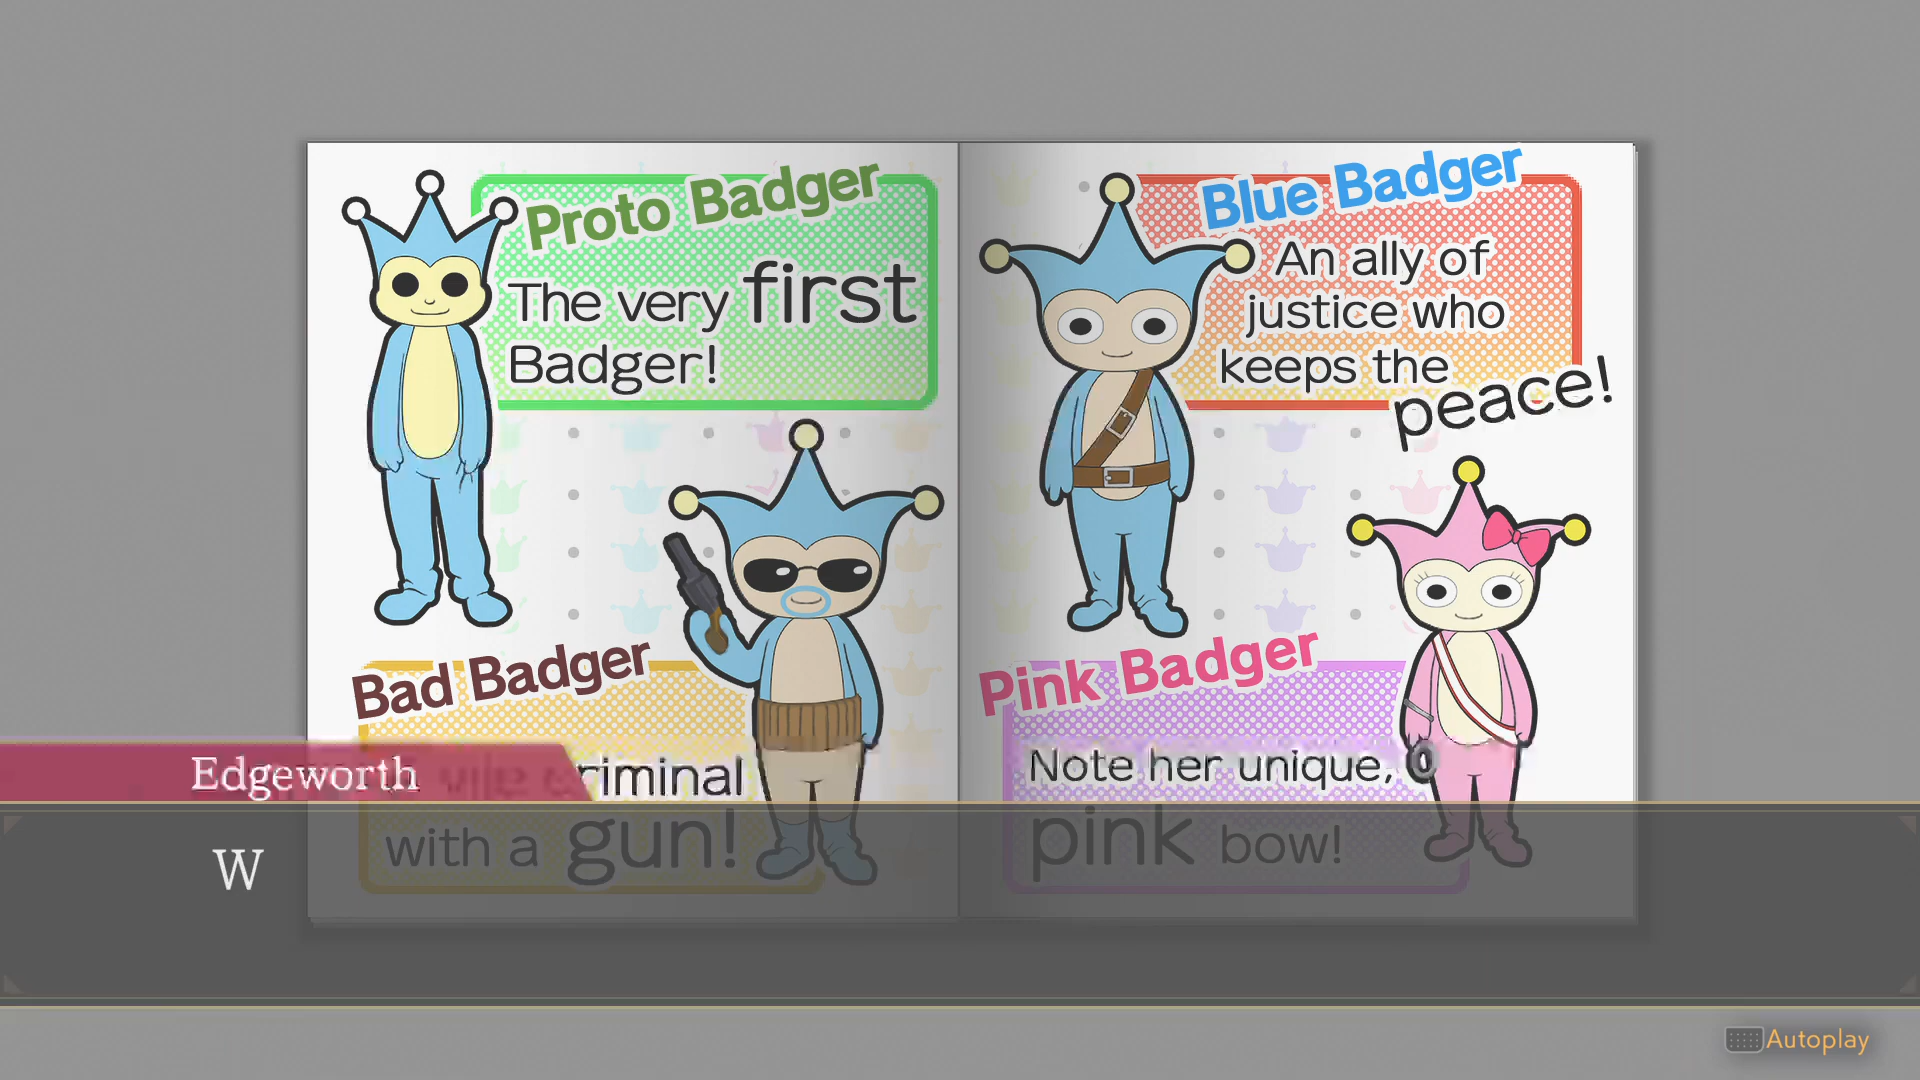 Proto Badger
The very first
Badger!
Bad Badger
criminal
with a gun!
Blue Badger
An ally of
justice who
keeps the
peace!
Pink Badger
Note her unique,
pink bow!
Edgeworth
W
Autoplay